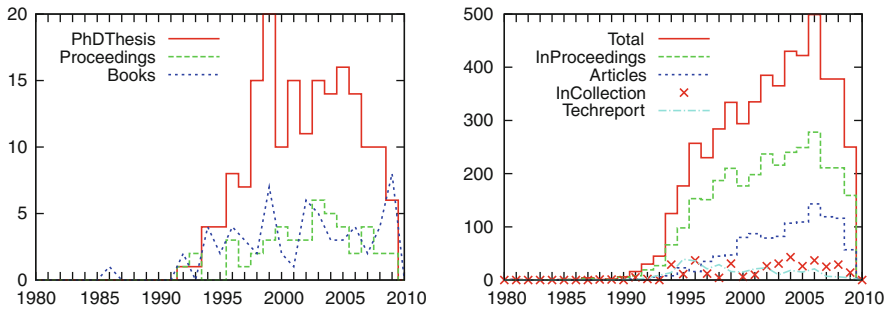 20
15
10
5
0
PhDThesis
Proceedings
Books
1980 1985 1990 1995 2000 2005 2010
500
400
300
200
100
0
Total
InProceedings
Articles
InCollection
Techreport
1980 1985 1990 1995 2000 2005 2010